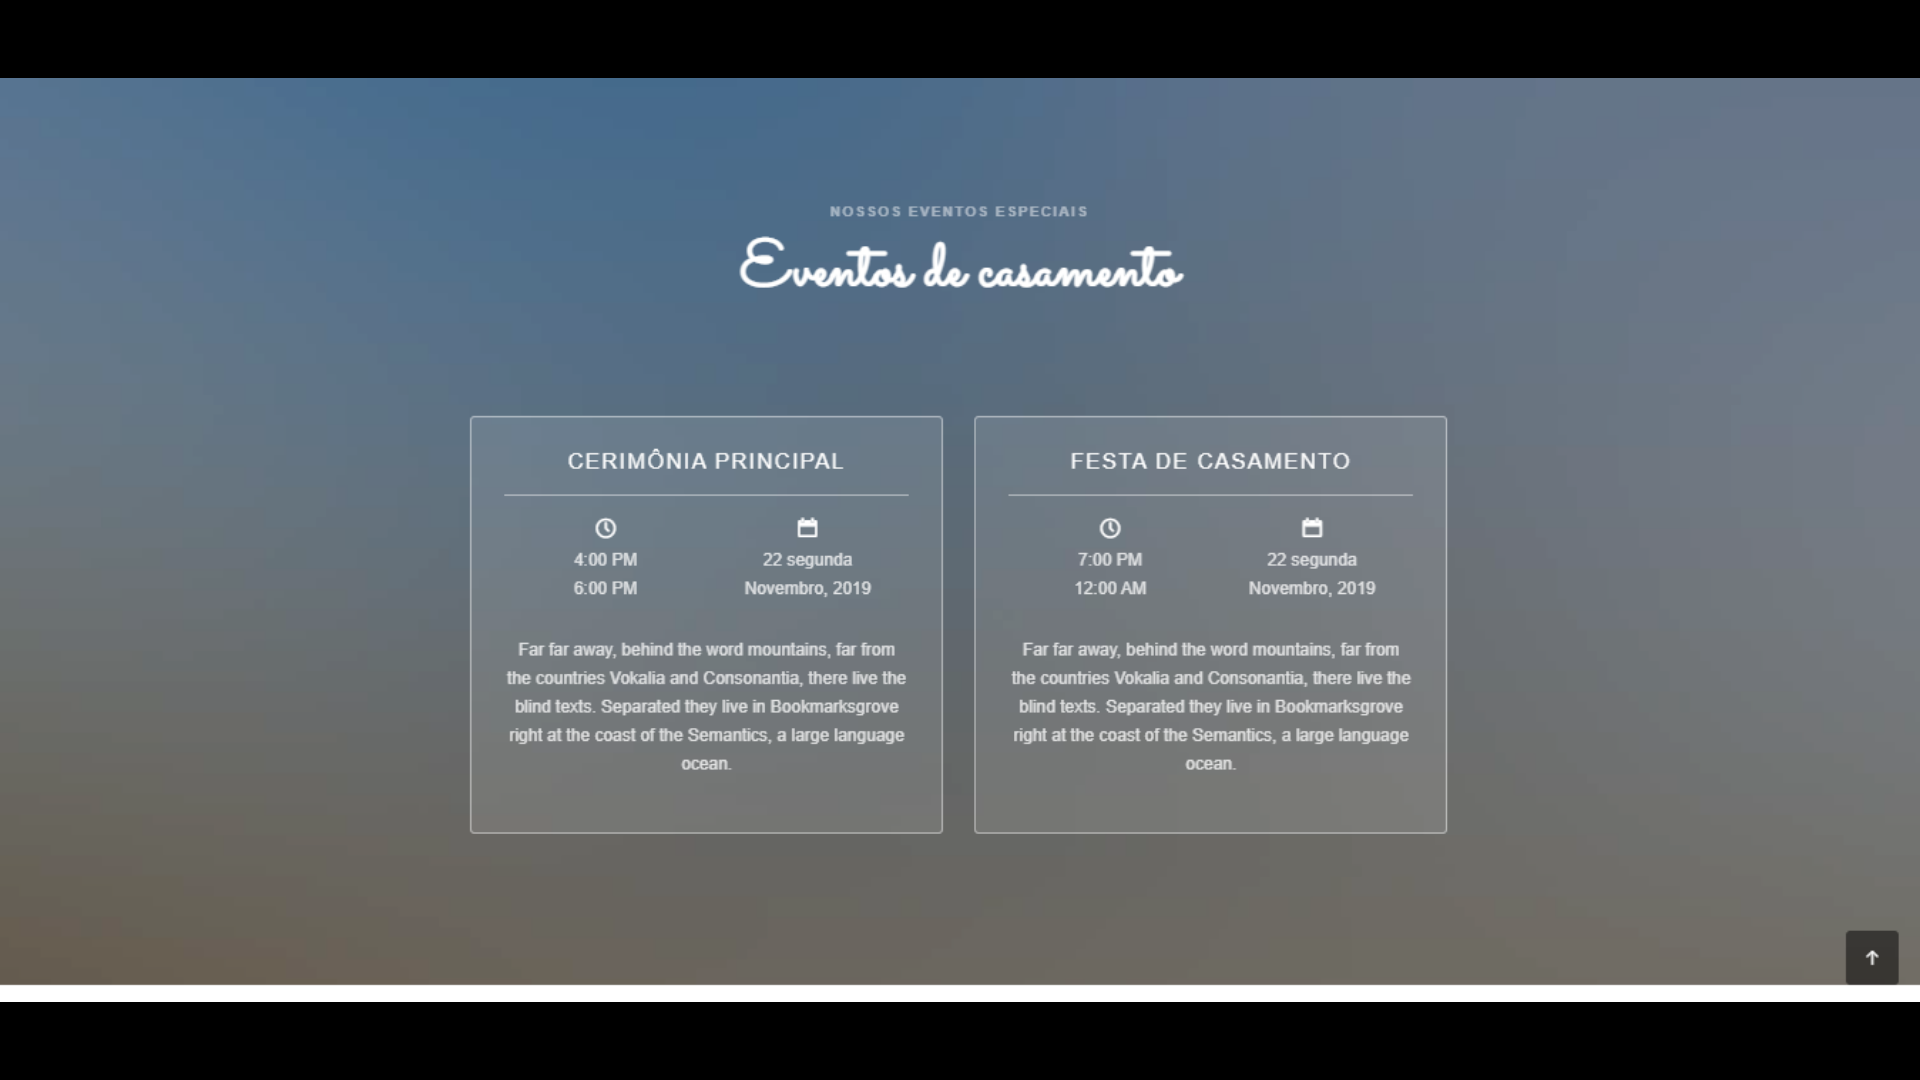 NOSSOS EVENTOS ESPECIAIS
Eventos de casamento
CERIMÔNIA PRINCIPAL
4:00 PM
6:00 PM
22 segunda
Novembro, 2019
Far far away, behind the word mountains, far from
the countries Vokalia and Consonantia, there live the
blind texts. Separated they live in Bookmarksgrove
right at the coast of the Semantics, a large language
ocean.
FESTA DE CASAMENTO
7:00 PM
12:00 AM
22 segunda
Novembro, 2019
Far far away, behind the word mountains, far from
the countries Vokalia and Consonantia, there live the
blind texts. Separated they live in Bookmarksgrove
right at the coast of the Semantics, a large language
ocean.